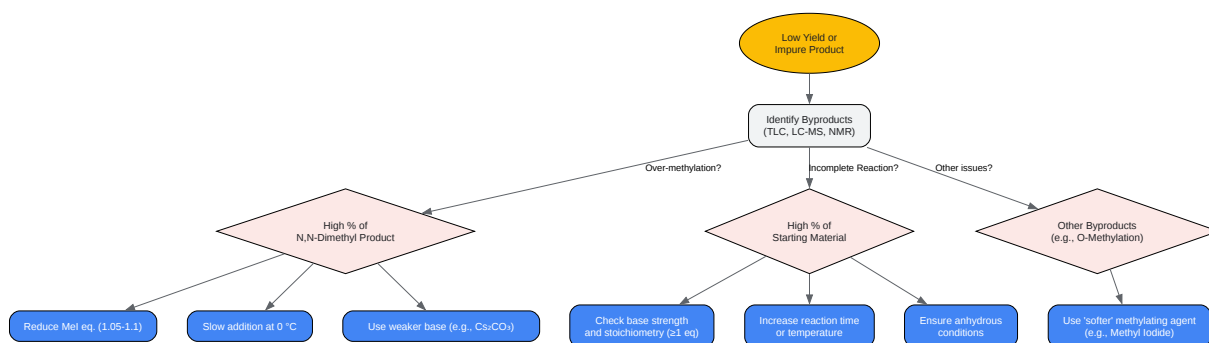 Low Yield or
Impure Product
Identify Byproducts
(TLC, LC-MS, NMR)
Over-methylation?
Incomplete Reaction?
Other issues?
High % of
N,N-Dimethyl Product
High % of
Starting Material
Other Byproducts
(e.g., O-Methylation)
Reduce MeI eq. (1.05-1.1)
Slow addition at 0 °C
Use weaker base (e.g., Cs₂CO₃)
Check base strength
and stoichiometry (≥1 eq)
Increase reaction time
or temperature
Ensure anhydrous
conditions
Use 'softer' methylating agent
(e.g., Methyl Iodide)